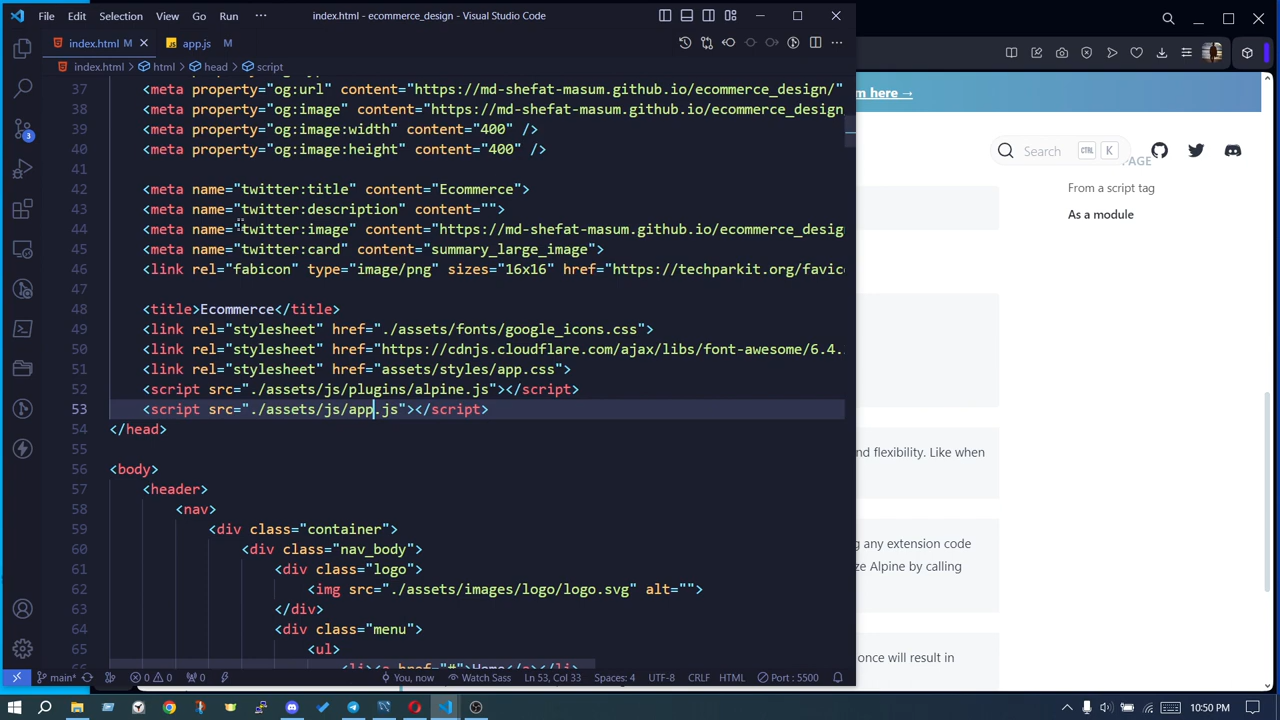 File Edit Selection View Go Run ··· index.html - ecommerce_design - Visual Studio Code
index.html M app.js M
index.html > html > head > script
37 <meta property="og:url" content="https://md-shefat-masum.github.io/ecommerce_design/"
38 <meta property="og:image" content="https://md-shefat-masum.github.io/ecommerce_design
39 <meta property="og:image:width" content="400" />
40 <meta property="og:image:height" content="400" />
41
42 <meta name="twitter:title" content="Ecommerce">
43 <meta name="twitter:description" content="">
44 <meta name="twitter:image" content="https://md-shefat-masum.github.io/ecommerce_desig
45 <meta name="twitter:card" content="summary_large_image">
46 <link rel="fabicon" type="image/png" sizes="16x16" href="https://techparkit.org/favic
47
48 <title>Ecommerce</title>
49 <link rel="stylesheet" href="./assets/fonts/google_icons.css">
50 <link rel="stylesheet" href="https://cdnjs.cloudflare.com/ajax/libs/font-awesome/6.4.
51 <link rel="stylesheet" href="assets/styles/app.css">
52 <script src="./assets/js/plugins/alpine.js"></script>
53 <script src="./assets/js/app.js"></script>
54 </head>
55
56 <body>
57 <header>
58 <nav>
59 <div class="container">
60 <div class="nav_body">
61 <div class="logo">
62 <img src="./assets/images/logo/logo.svg" alt="">
63 </div>
64 <div class="menu">
65 <ul>
66 <li><a href="#">Home</a></li>
3
main* 0 0 0 You, now Watch Sass Ln 53, Col 33 Spaces: 4 UTF-8 CRLF HTML Port : 5500
m here →
Search CTRL K
PAGE
From a script tag
As a module
nd flexibility. Like when
ng any extension code
ze Alpine by calling
once will result in
10:50 PM